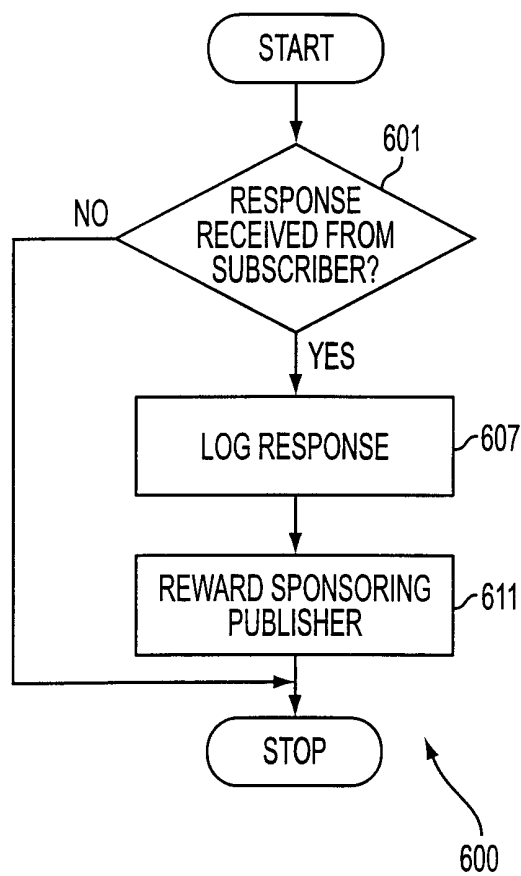 START
601
RESPONSE
RECEIVED FROM
SUBSCRIBER?
NO
YES
LOG RESPONSE
607
REWARD SPONSORING
PUBLISHER
611
STOP
600